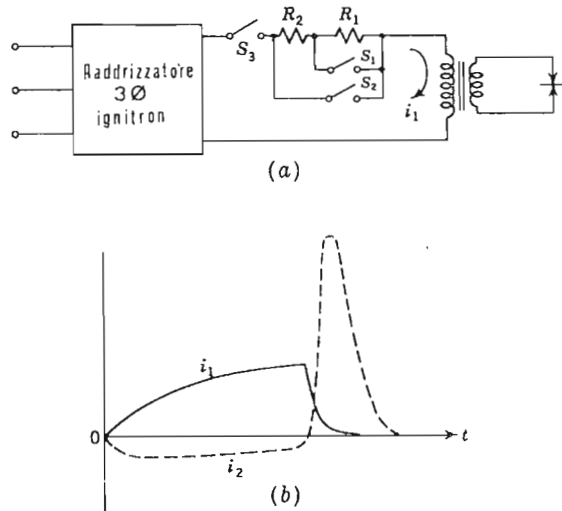 R₂
R₁
S₃
S₁
S₂
Raddrizzatore
3Ø
ignitron
i₁
(a)
i₁
0
t
i₂
(b)